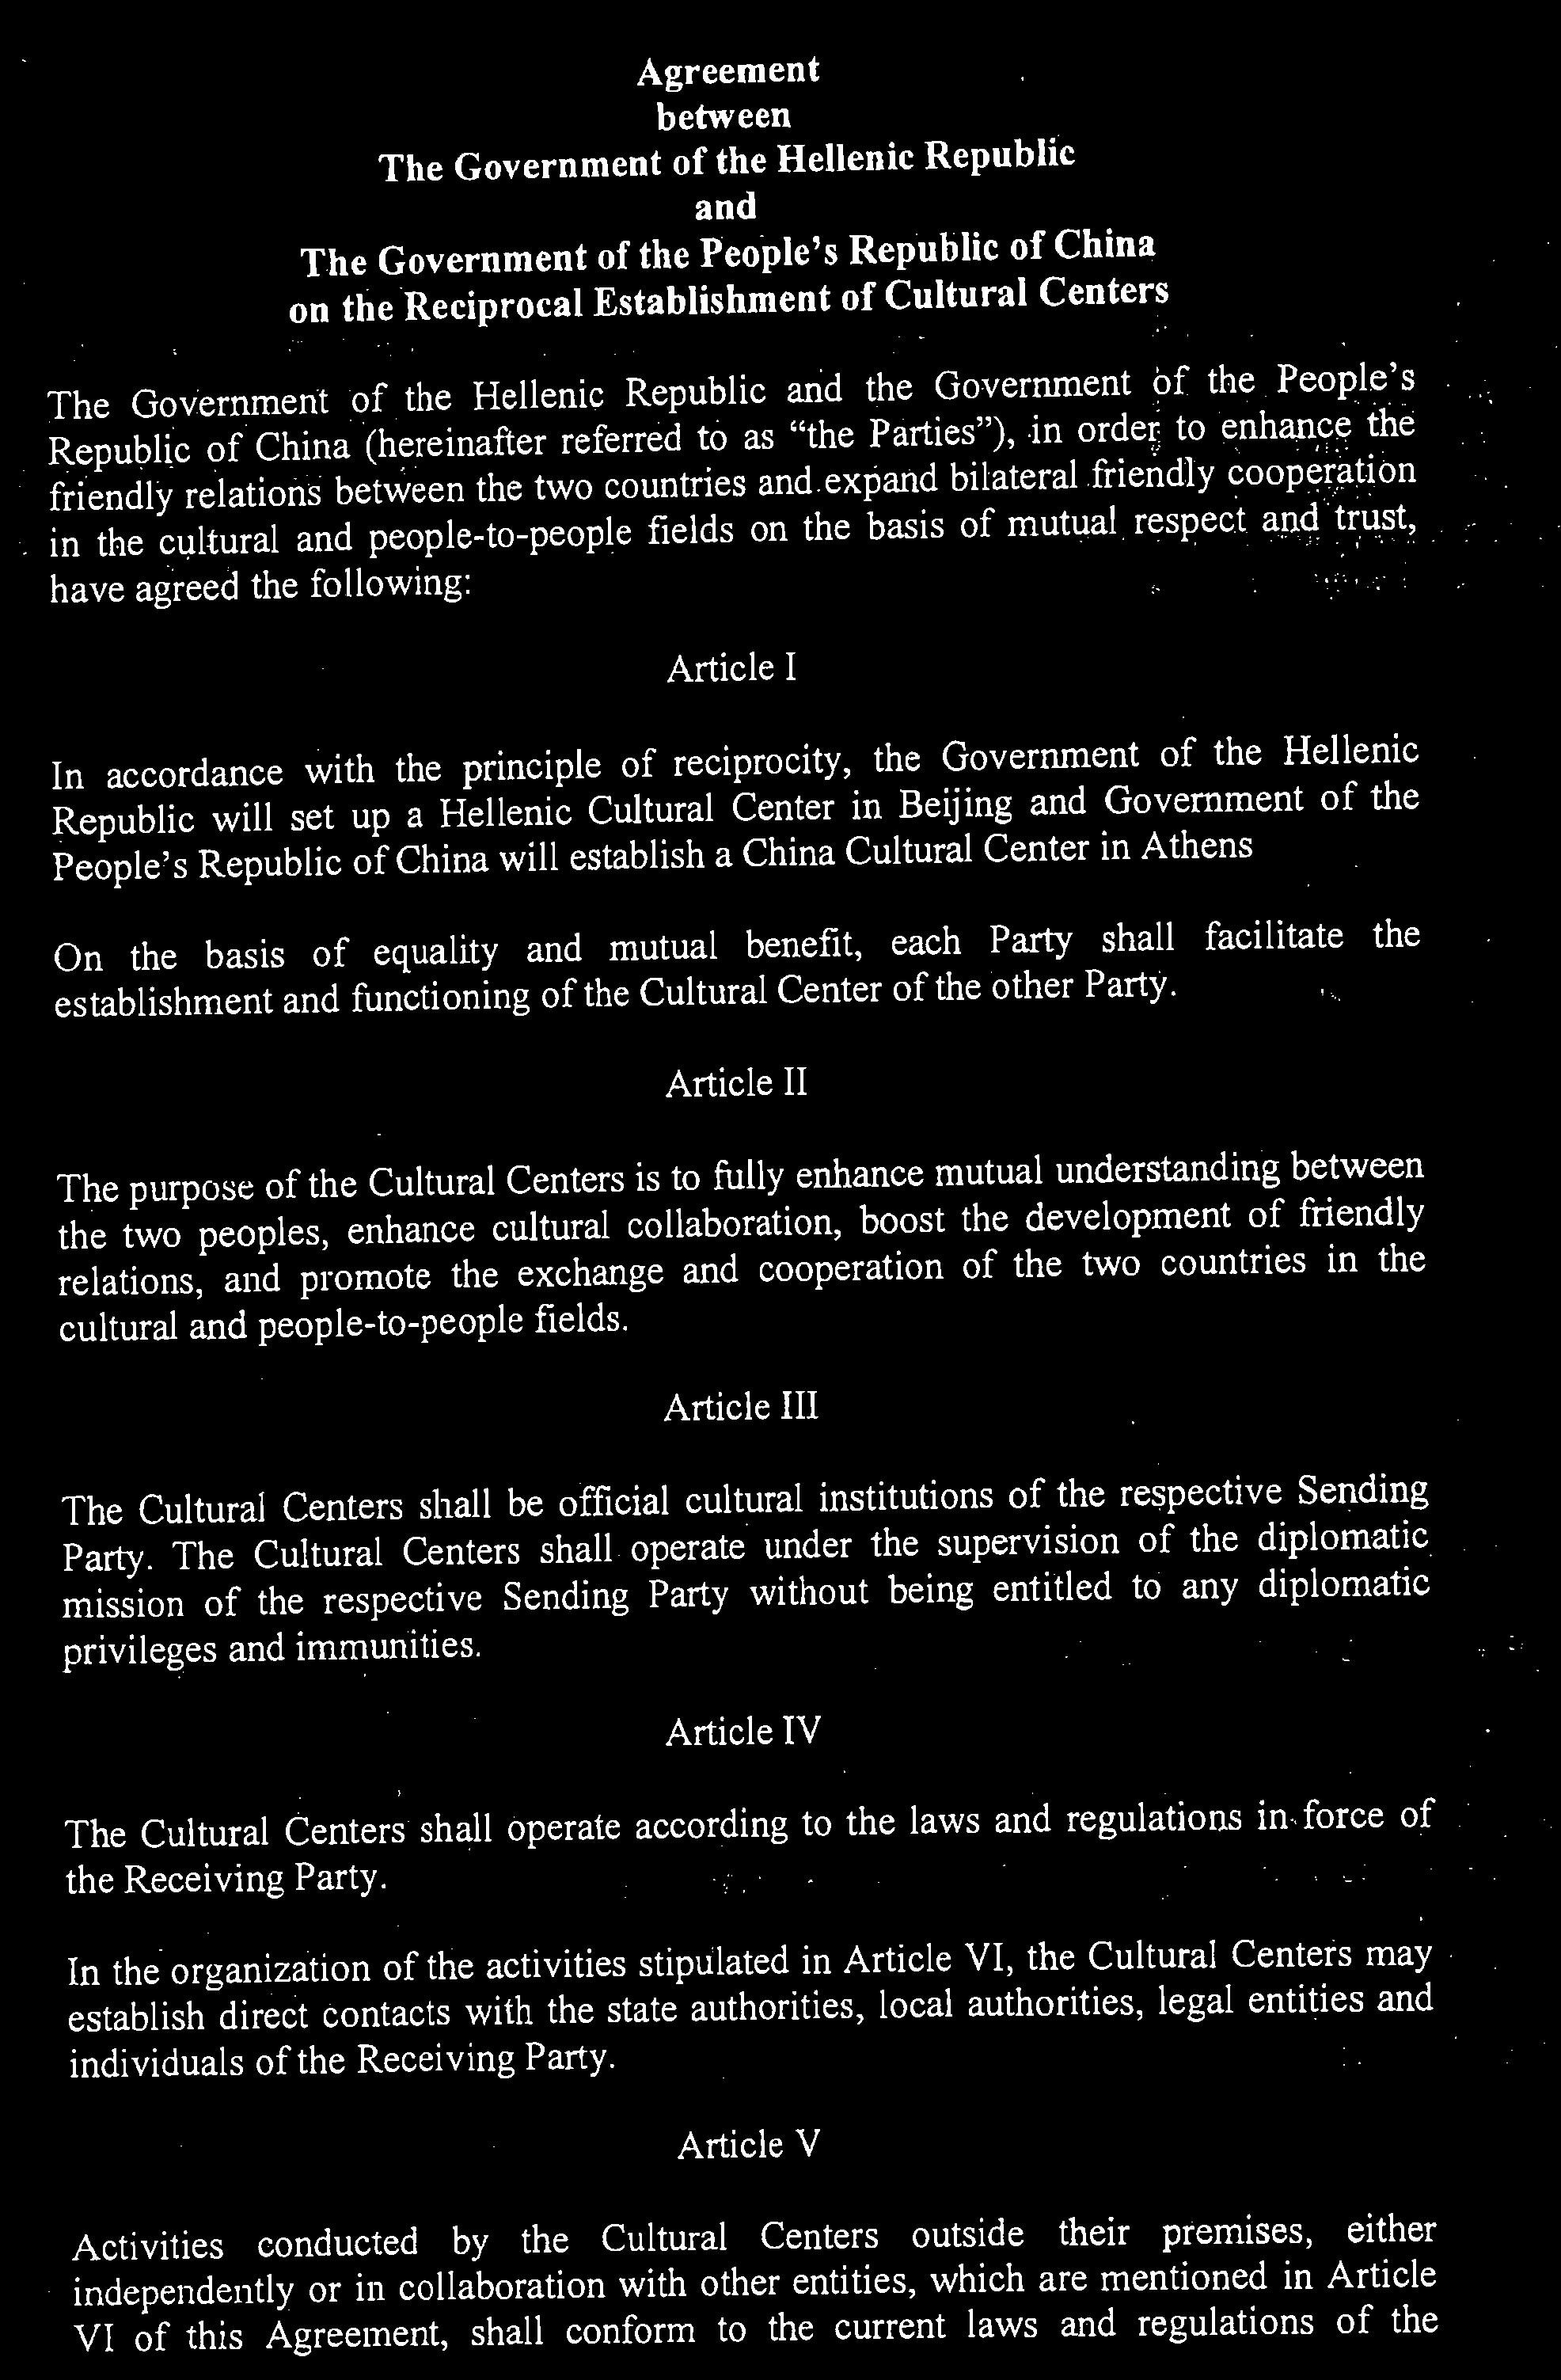 Agreement
between
The Government of the Hellenic Republic
and
The Government of the People's Republic of China
on the Reciprocal Establishment of Cultural Centers
The Government of the Hellenic Republic and the Government of the People's
Republic of China (hereinafter referred to as “the Parties”), in order to enhance the
friendly relations between the two countries and expand bilateral friendly cooperation
in the cultural and people-to-people fields on the basis of mutual respect and trust,
have agreed the following:
Article I
In accordance with the principle of reciprocity, the Government of the Hellenic
Republic will set up a Hellenic Cultural Center in Beijing and Government of the
People's Republic of China will establish a China Cultural Center in Athens
On the basis of equality and mutual benefit, each Party shall facilitate the
establishment and functioning of the Cultural Center of the other Party.
Article II
The purpose of the Cultural Centers is to fully enhance mutual understanding between
the two peoples, enhance cultural collaboration, boost the development of friendly
relations, and promote the exchange and cooperation of the two countries in the
cultural and people-to-people fields.
Article III
The Cultural Centers shall be official cultural institutions of the respective Sending
Party. The Cultural Centers shall operate under the supervision of the diplomatic
mission of the respective Sending Party without being entitled to any diplomatic
privileges and immunities.
Article IV
The Cultural Centers shall operate according to the laws and regulations in force of
the Receiving Party.
In the organization of the activities stipulated in Article VI, the Cultural Centers may
establish direct contacts with the state authorities, local authorities, legal entities and
individuals of the Receiving Party.
Article V
Activities conducted by the Cultural Centers outside their premises, either
independently or in collaboration with other entities, which are mentioned in Article
VI of this Agreement, shall conform to the current laws and regulations of the